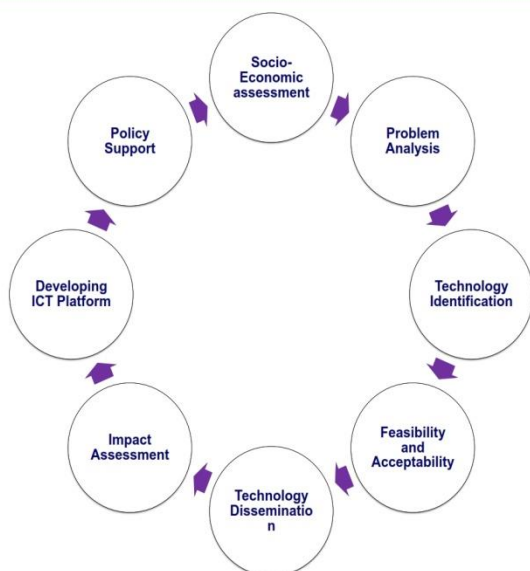 Socio-
Economic
assessment
Problem
Analysis
Technology
Identification
Feasibility
and
Acceptability
Technology
Disseminatio
n
Impact
Assessment
Developing
ICT Platform
Policy
Support